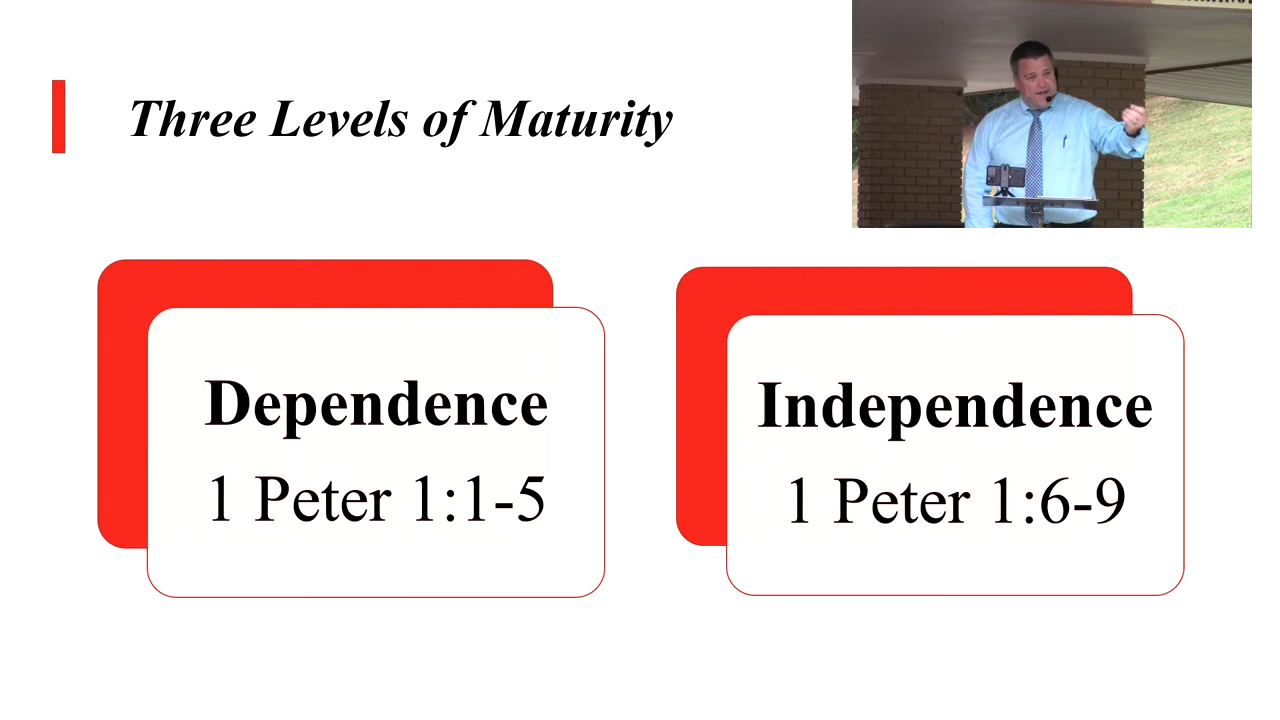 Three Levels of Maturity
Dependence
1 Peter 1:1-5
Independence
1 Peter 1:6-9